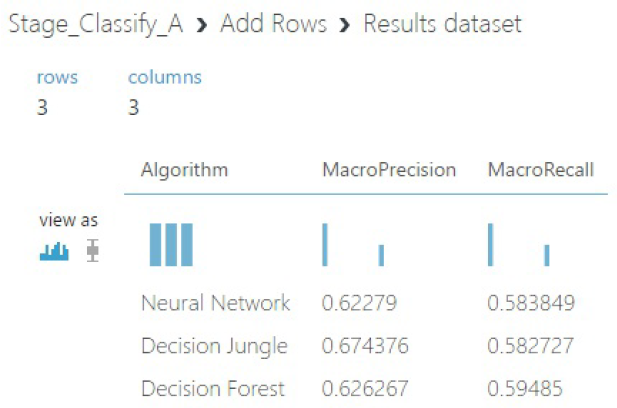 Stage_Classify_A › Add Rows › Results dataset
rows columns
3 3
Algorithm MacroPrecision MacroRecall
view as
Neural Network 0.62279 0.583849
Decision Jungle 0.674376 0.582727
Decision Forest 0.626267 0.59485